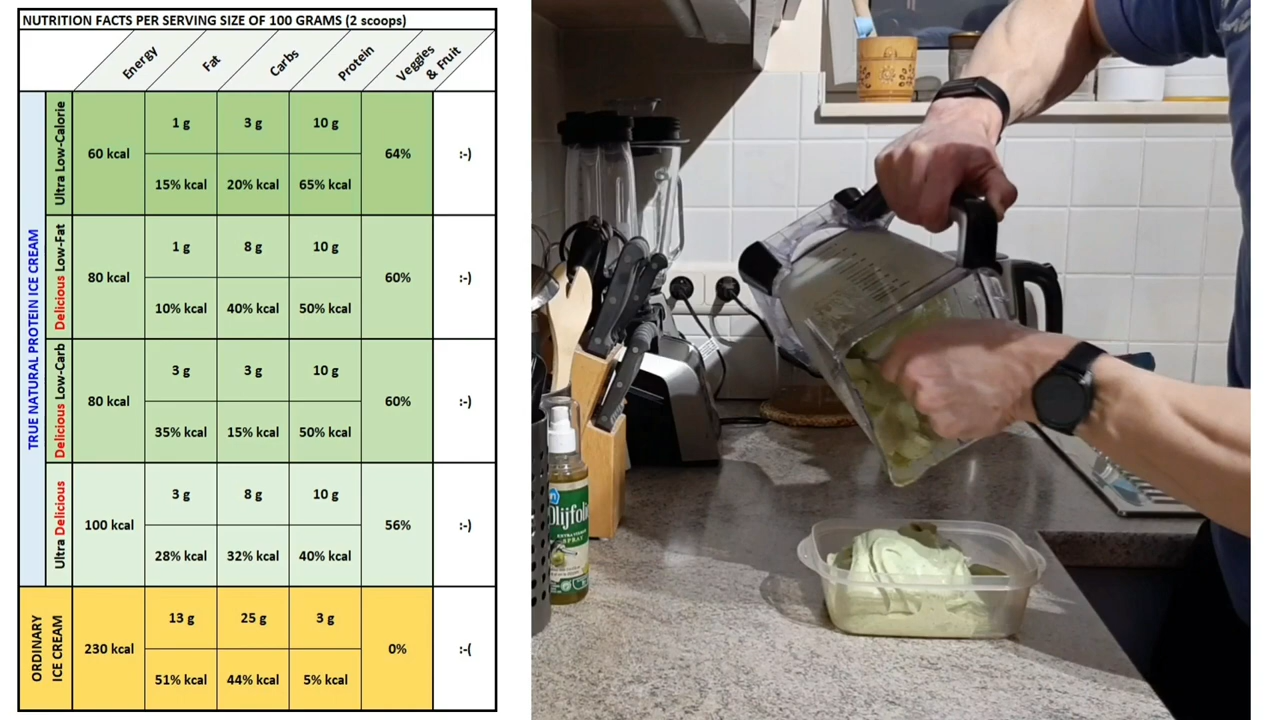 NUTRITION FACTS PER SERVING SIZE OF 100 GRAMS (2 scoops)
Energy
Fat
Carbs
Protein
Veggies
& Fruit
TRUE NATURAL PROTEIN ICE CREAM
Ultra Low-Calorie
60 kcal
1 g
3 g
10 g
15% kcal
20% kcal
65% kcal
64%
:-)
Delicious Low-Fat
80 kcal
1 g
8 g
10 g
10% kcal
40% kcal
50% kcal
60%
:-)
Delicious Low-Carb
80 kcal
3 g
3 g
10 g
35% kcal
15% kcal
50% kcal
60%
:-)
Ultra Delicious
100 kcal
3 g
8 g
10 g
28% kcal
32% kcal
40% kcal
56%
:-)
ORDINARY
ICE CREAM
230 kcal
13 g
25 g
3 g
51% kcal
44% kcal
5% kcal
0%
:-(
SPRAY